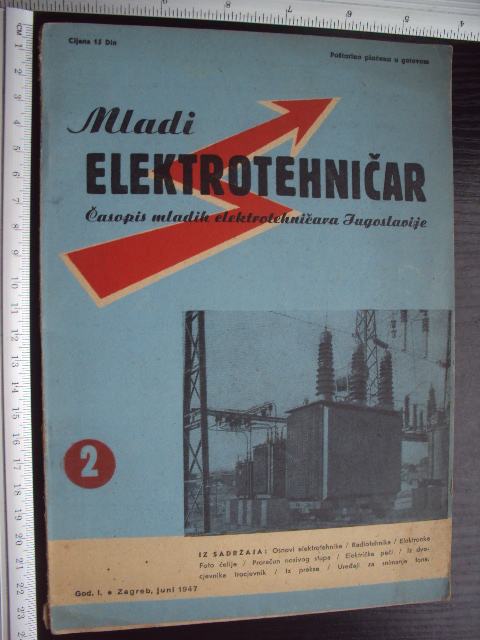 Cijena 15 Din
Poštarina plaćena u gotovom
Mladi
ELEKTROTEHNIČAR
Časopis mladih elektrotehničara Jugoslavije
2
IZ SADRŽAJA: Osnovi elektrotehnike / Radiotehnika / Elektronke
Foto ćelije / Proračun nosivog stupa / Električne peći / Iz dvo-
cjevnika trocjevnik / Iz prakse / Uređaji za snimanje tona.
God. I. • Zagreb, juni 1947